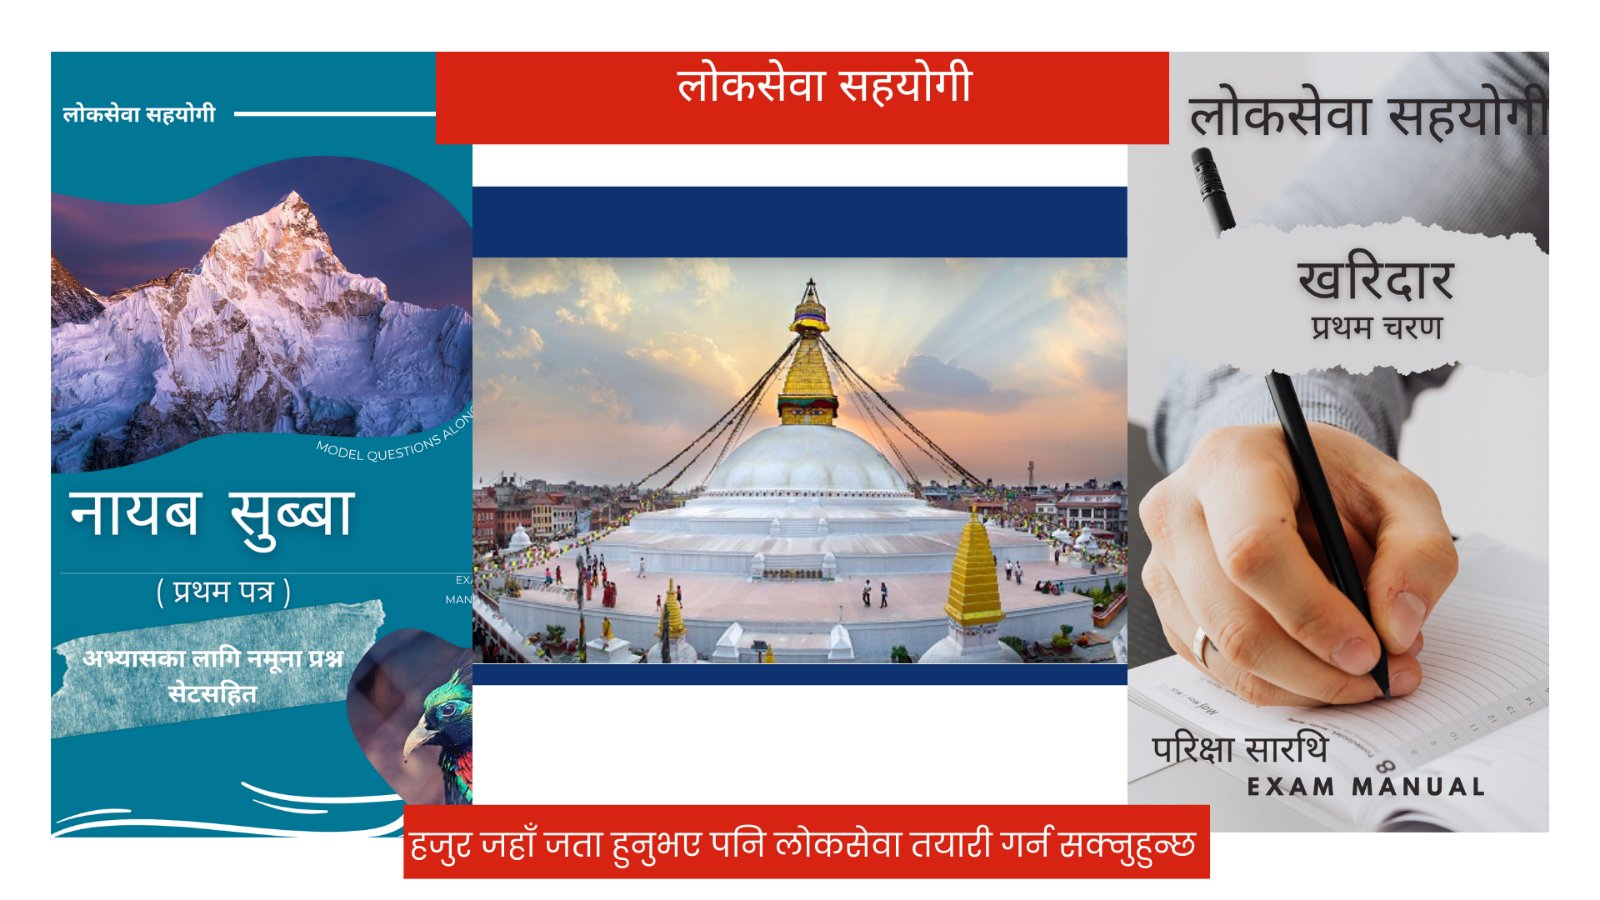 लोकसेवा सहयोगी
लोकसेवा सहयोगी
MODEL QUESTIONS ALONG
नायब सुब्बा
( प्रथम पत्र )
अभ्यासका लागि नमूना प्रश्न
सेटसहित
लोकसेवा सहयोगी
खरिदार
प्रथम चरण
परिक्षा सारथि
EXAM MANUAL
हजुर जहाँ जता हुनुभए पनि लोकसेवा तयारी गर्न सक्नुहुन्छ